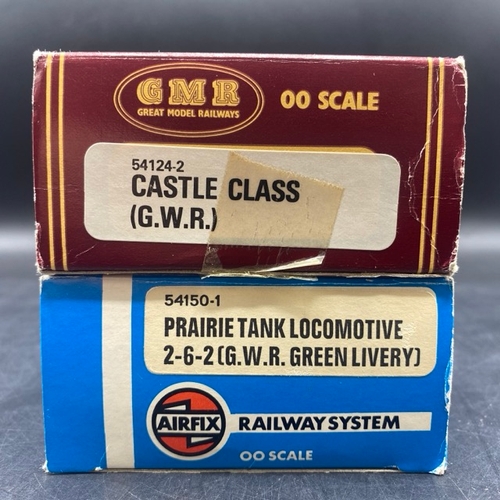 GMR
GREAT MODEL RAILWAYS
OO SCALE
54124-2
CASTLE CLASS
(G.W.R.)
54150-1
PRAIRIE TANK LOCOMOTIVE
2-6-2 (G.W.R. GREEN LIVERY)
AIRFIX
RAILWAY SYSTEM
OO SCALE